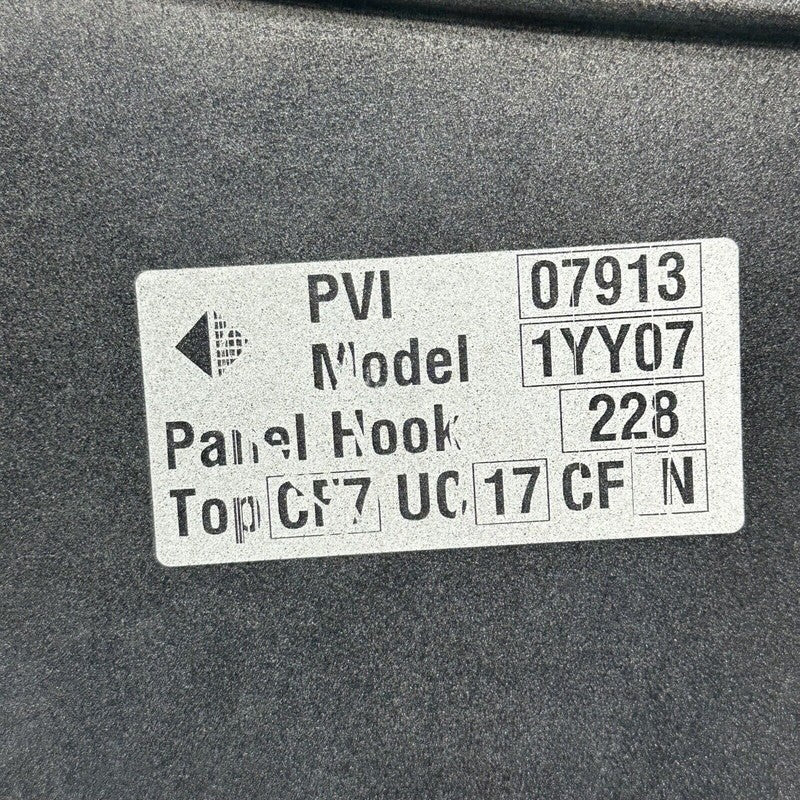 PVI 07913
Model 1YY07
Panel Hook 228
Top CF7 UC 17 CF N